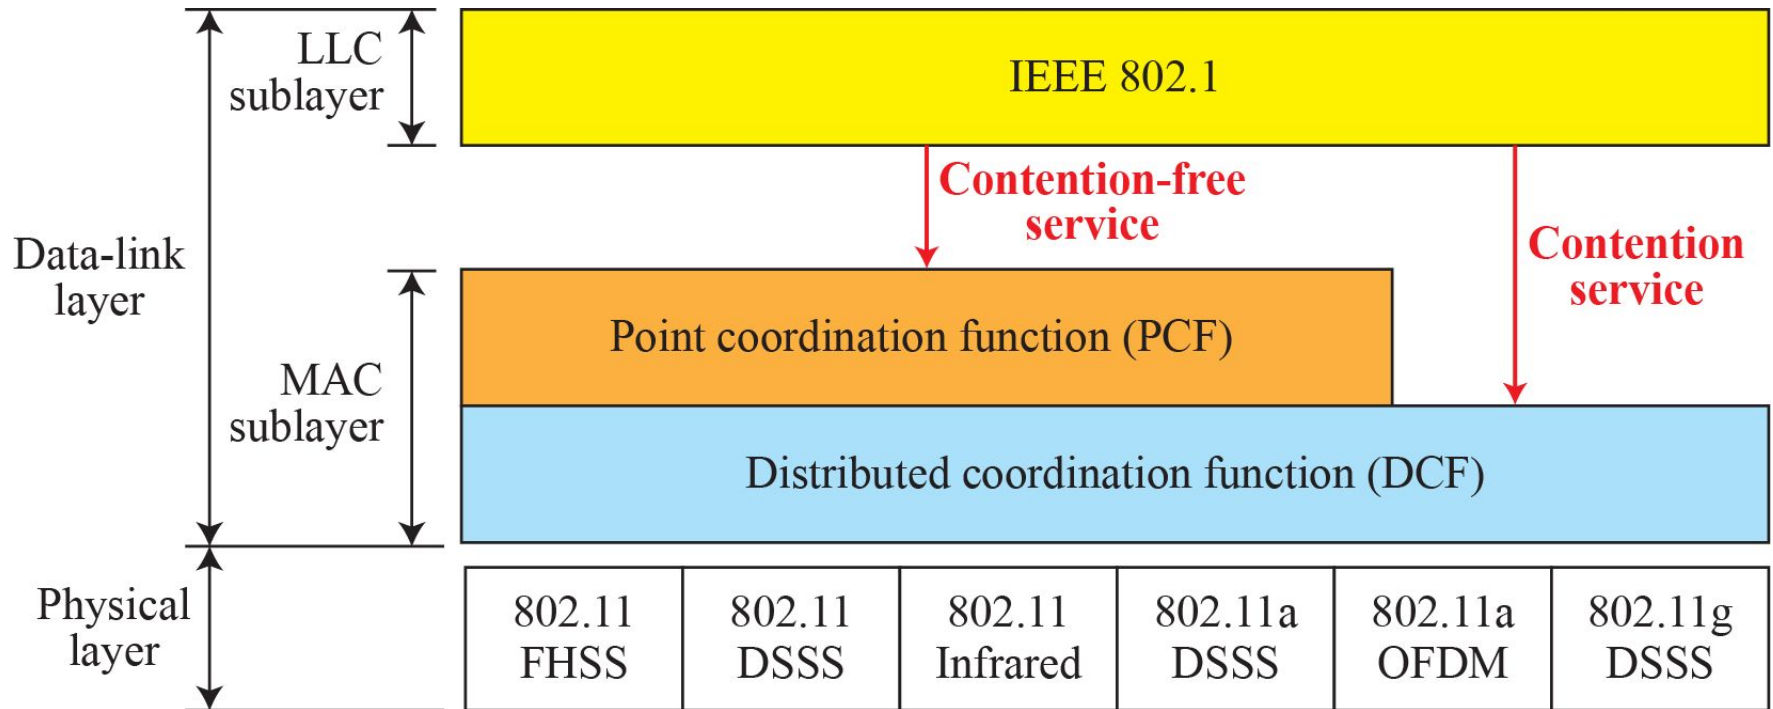 LLC
sublayer
IEEE 802.1
Contention-free
service
Contention
service
Data-link
layer
MAC
sublayer
Point coordination function (PCF)
Distributed coordination function (DCF)
Physical
layer
802.11
FHSS
802.11
DSSS
802.11
Infrared
802.11a
DSSS
802.11a
OFDM
802.11g
DSSS